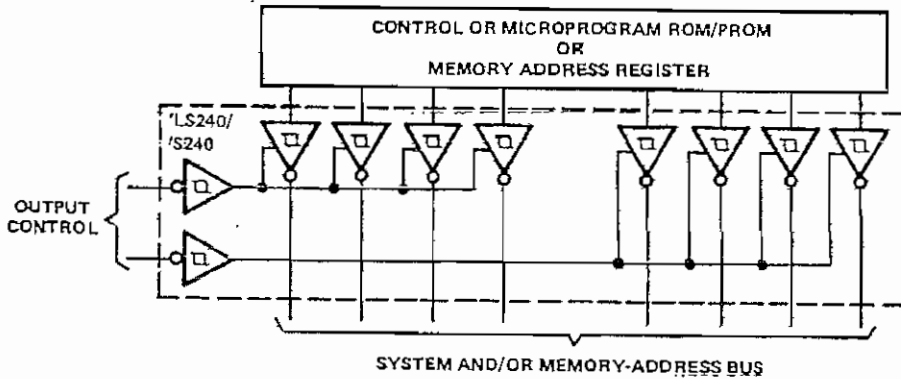 CONTROL OR MICROPROGRAM ROM/PROM
OR
MEMORY ADDRESS REGISTER
'LS240/
'S240
OUTPUT
CONTROL
SYSTEM AND/OR MEMORY-ADDRESS BUS